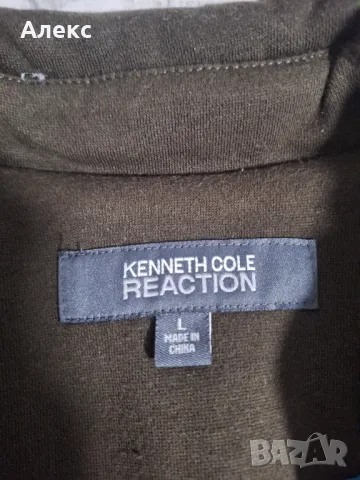 Алекс
KENNETH COLE
REACTION
L
MADE IN
CHINA
BAZAR